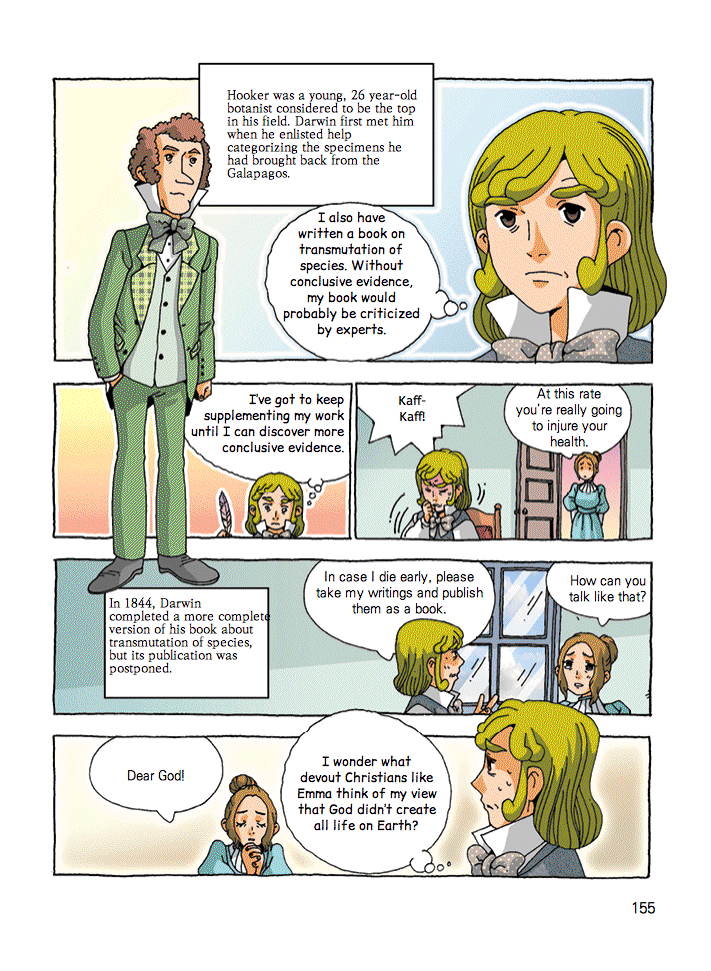 Hooker was a young, 26 year-old
botanist considered to be the top
in his field. Darwin first met him
when he enlisted help
categorizing the specimens he
had brought back from the
Galapagos.
I also have
written a book on
transmutation of
species. Without
conclusive evidence,
my book would
probably be criticized
by experts.
I've got to keep
supplementing my work
until I can discover more
conclusive evidence.
Kaff-
Kaff!
At this rate
you're really going
to injure your
health.
In 1844, Darwin
completed a more complete
version of his book about
transmutation of species,
but its publication was
postponed.
In case I die early, please
take my writings and publish
them as a book.
How can you
talk like that?
Dear God!
I wonder what
devout Christians like
Emma think of my view
that God didn't create
all life on Earth?
155